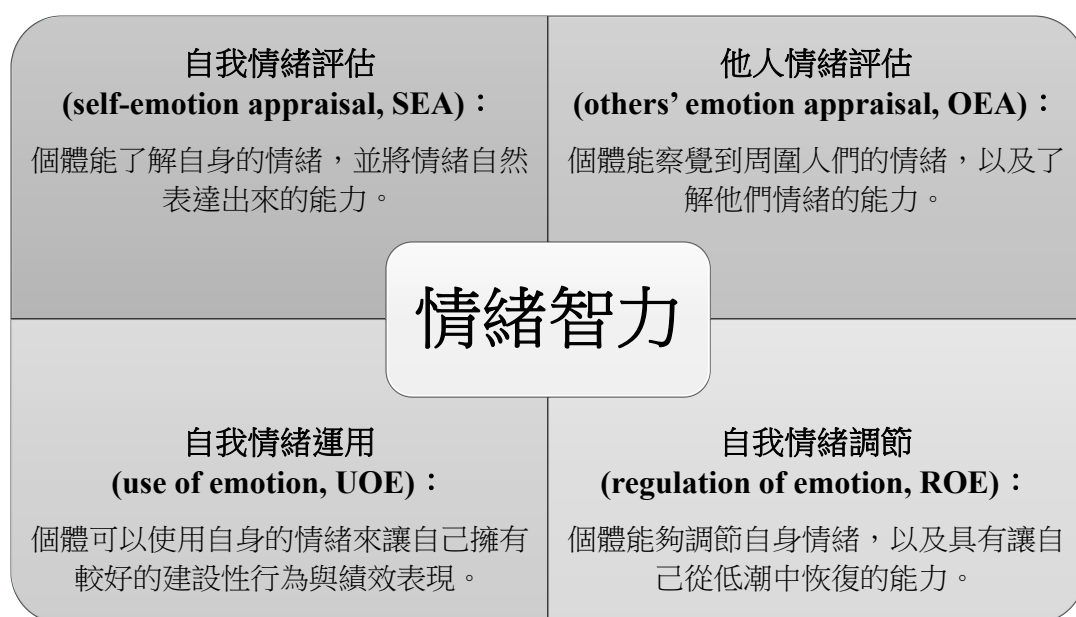 自我情緒評估
(self-emotion appraisal, SEA)：
個體能了解自身的情緒，並將情緒自然
表達出來的能力。
他人情緒評估
(others’ emotion appraisal, OEA)：
個體能察覺到周圍人們的情緒，以及了
解他們情緒的能力。
情緒智力
自我情緒運用
(use of emotion, UOE)：
個體可以使用自身的情緒來讓自己擁有
較好的建設性行為與績效表現。
自我情緒調節
(regulation of emotion, ROE)：
個體能夠調節自身情緒，以及具有讓自
己從低潮中恢復的能力。